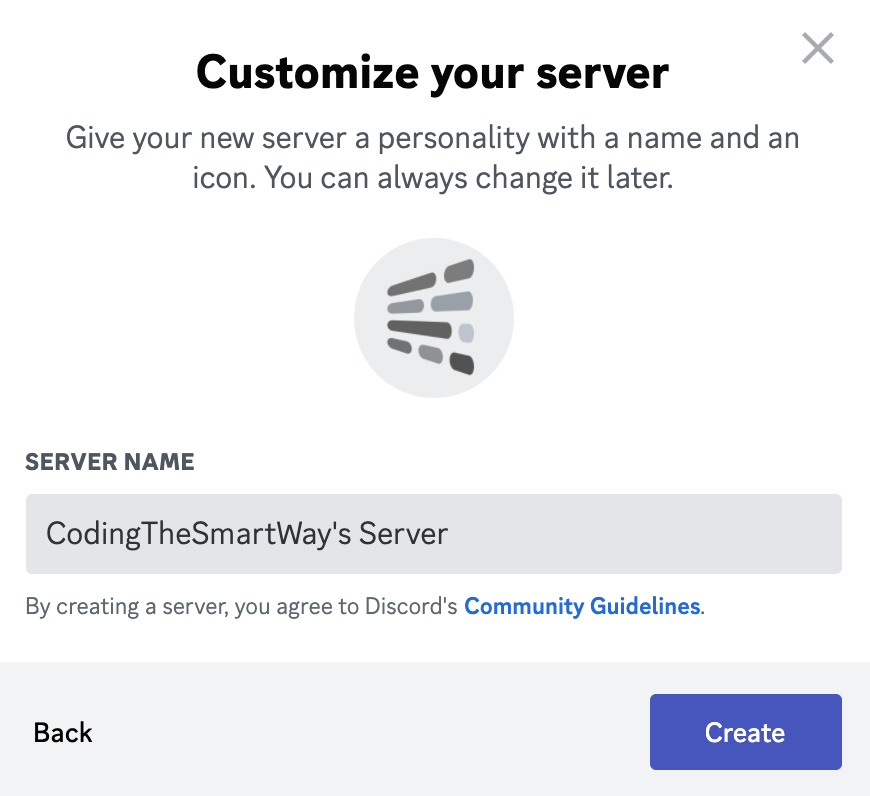 Customize your server
Give your new server a personality with a name and an
icon. You can always change it later.
SERVER NAME
CodingTheSmartWay's Server
By creating a server, you agree to Discord's Community Guidelines.
Back
Create